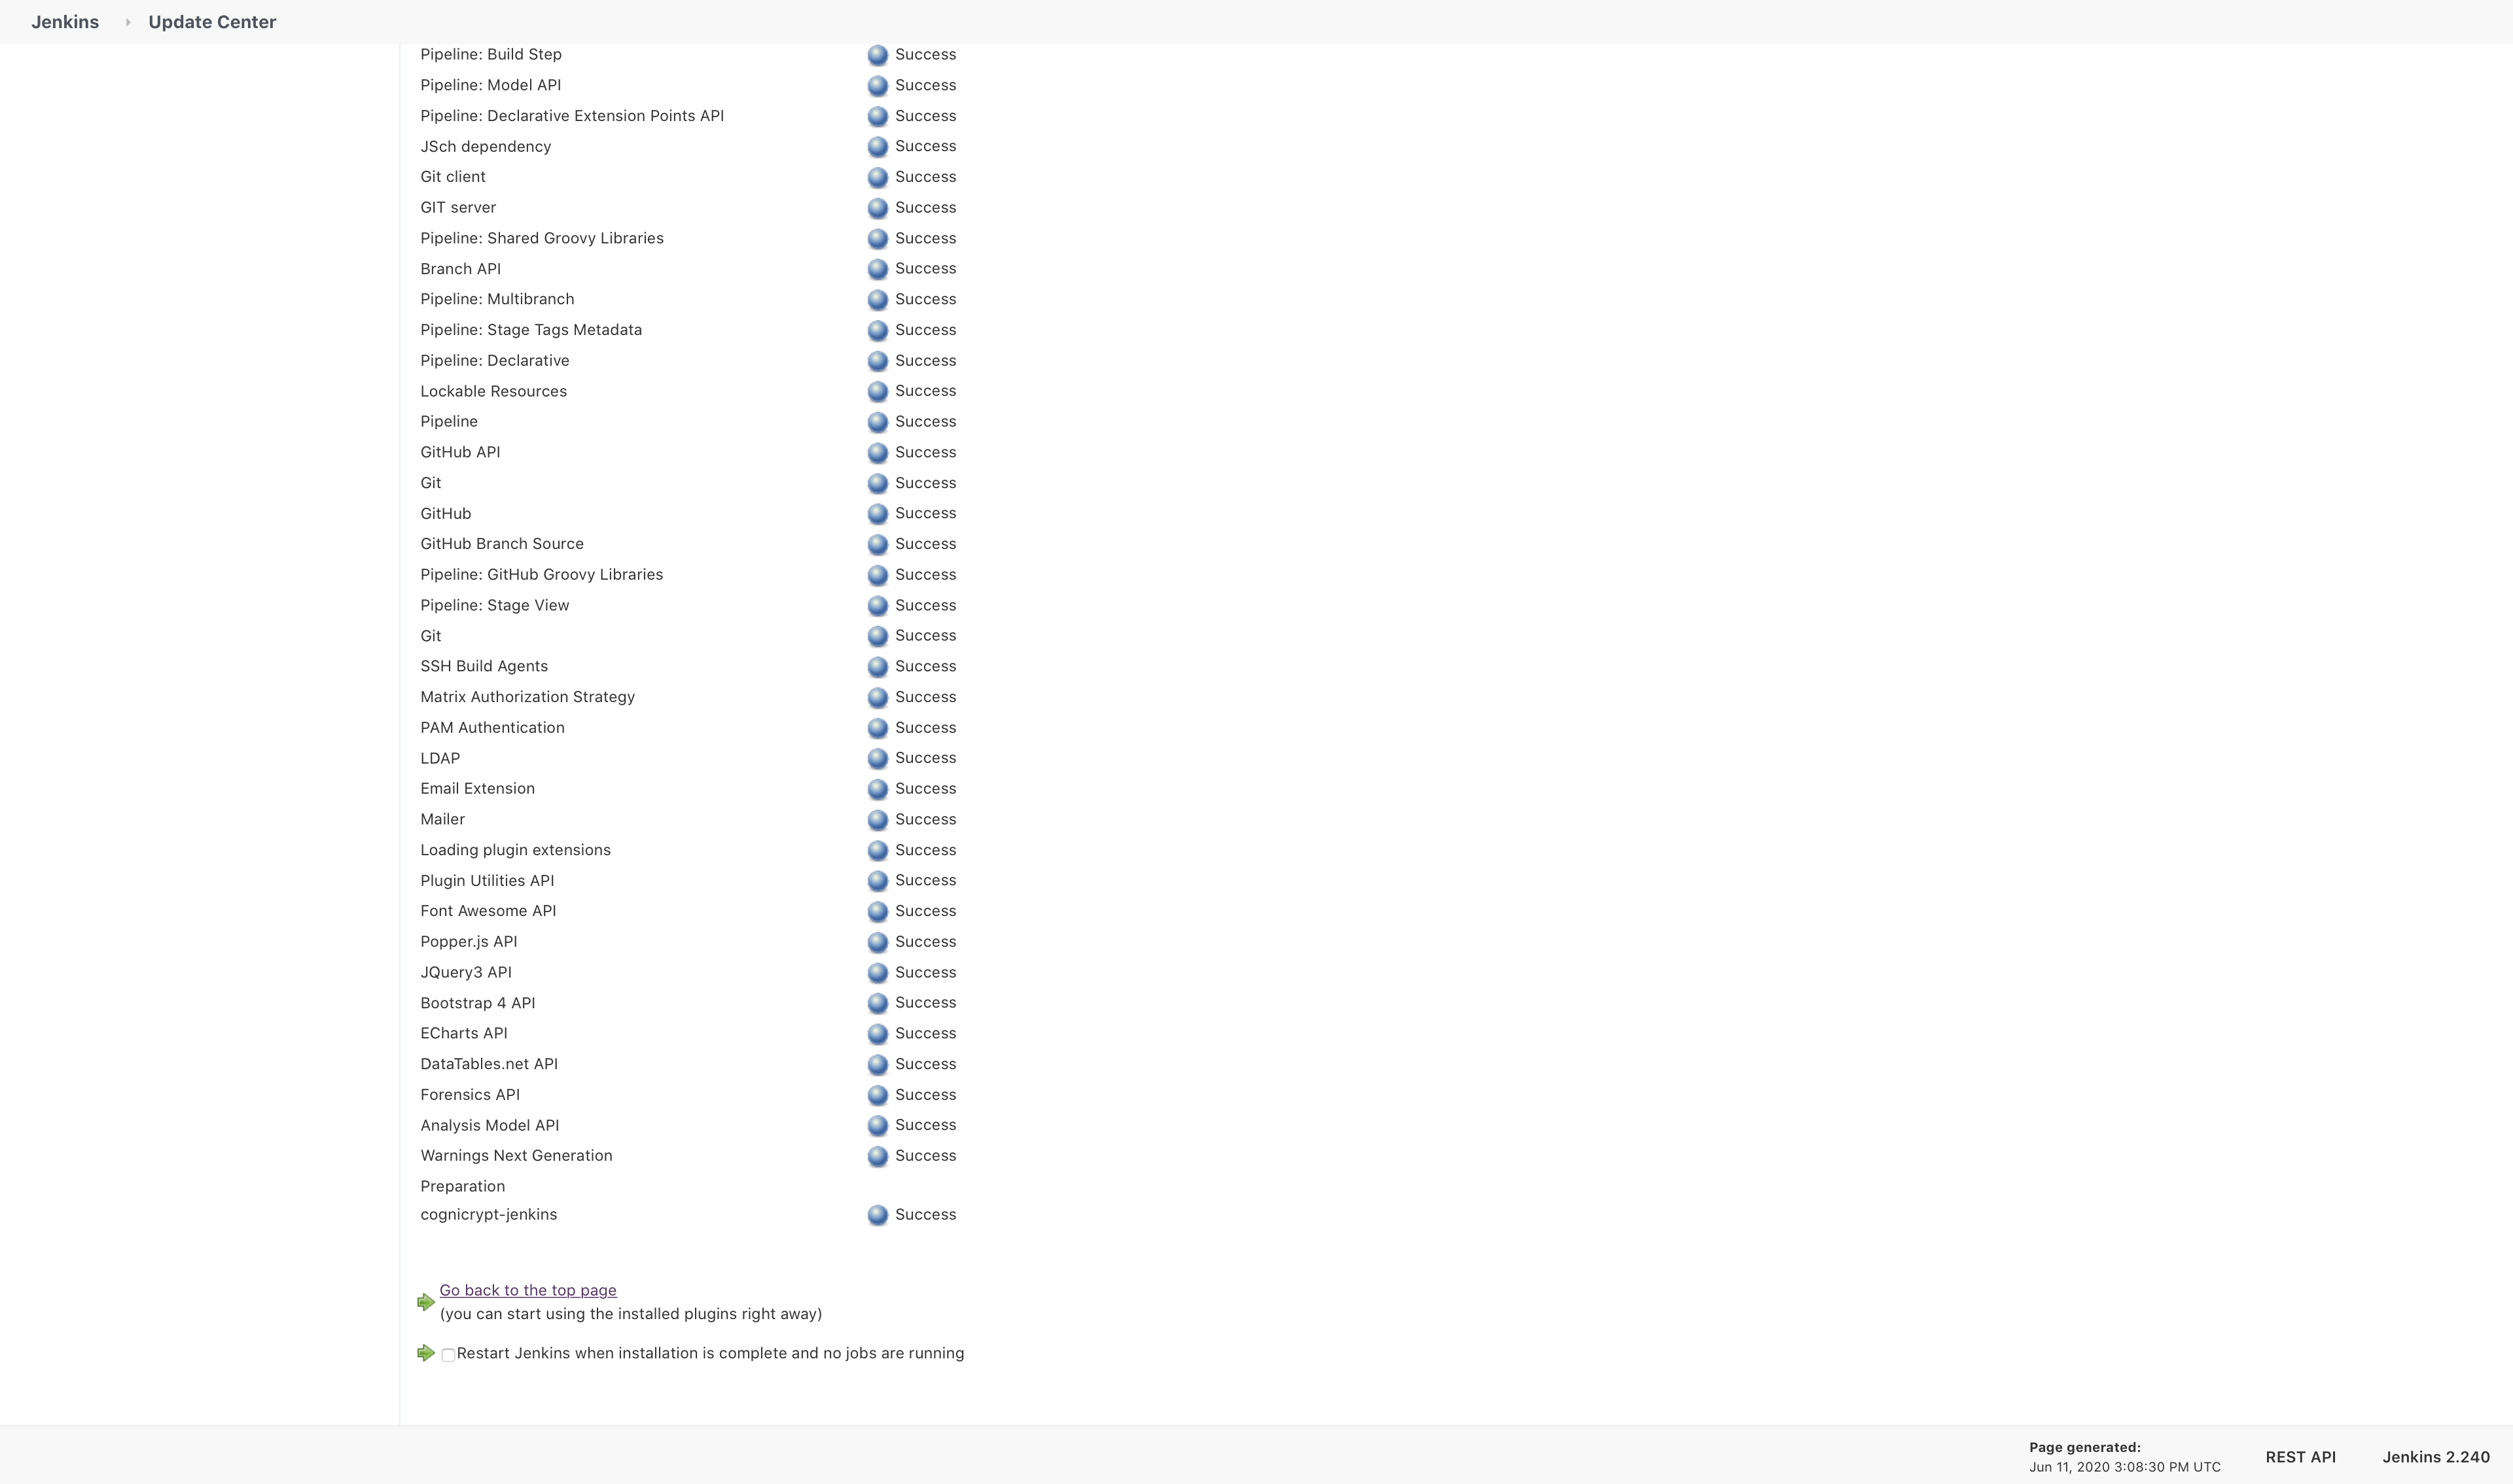 Jenkins Update Center
Pipeline: Build Step Success
Pipeline: Model API Success
Pipeline: Declarative Extension Points API Success
JSch dependency Success
Git client Success
GIT server Success
Pipeline: Shared Groovy Libraries Success
Branch API Success
Pipeline: Multibranch Success
Pipeline: Stage Tags Metadata Success
Pipeline: Declarative Success
Lockable Resources Success
Pipeline Success
GitHub API Success
Git Success
GitHub Success
GitHub Branch Source Success
Pipeline: GitHub Groovy Libraries Success
Pipeline: Stage View Success
Git Success
SSH Build Agents Success
Matrix Authorization Strategy Success
PAM Authentication Success
LDAP Success
Email Extension Success
Mailer Success
Loading plugin extensions Success
Plugin Utilities API Success
Font Awesome API Success
Popper.js API Success
JQuery3 API Success
Bootstrap 4 API Success
ECharts API Success
DataTables.net API Success
Forensics API Success
Analysis Model API Success
Warnings Next Generation Success
Preparation
cognicrypt-jenkins Success
Go back to the top page
(you can start using the installed plugins right away)
Restart Jenkins when installation is complete and no jobs are running
Page generated:
Jun 11, 2020 3:08:30 PM UTC
REST API
Jenkins 2.240